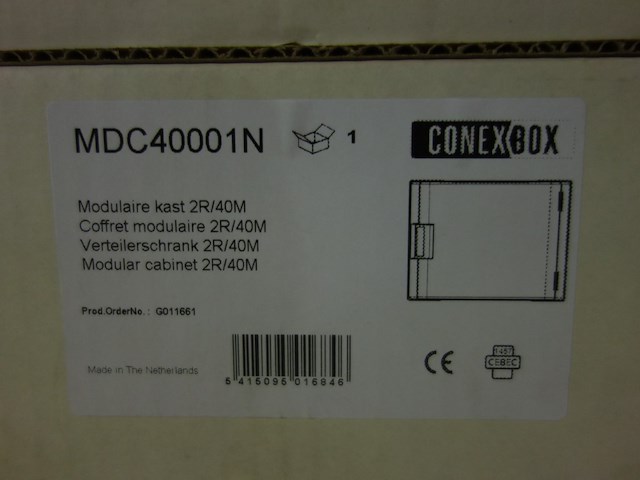 MDC40001N 1 CONEXBOX
Modulaire kast 2R/40M
Coffret modulaire 2R/40M
Verteilerschrank 2R/40M
Modular cabinet 2R/40M
Prod.OrderNo.: G011661
Made in The Netherlands
5 415095 016846
CE
1487
CEBEC